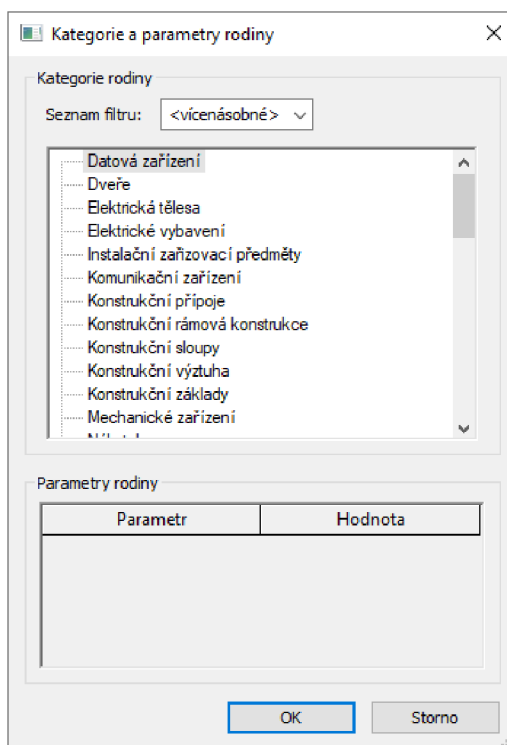 Kategorie a parametry rodiny
Kategorie rodiny
Seznam filtru: <vícenásobné>
Datová zařízení
Dveře
Elektrická tělesa
Elektrické vybavení
Instalační zařizovací předměty
Komunikační zařízení
Konstrukční přípoje
Konstrukční rámová konstrukce
Konstrukční sloupy
Konstrukční výztuha
Konstrukční základy
Mechanické zařízení
Parametry rodiny
Parametr Hodnota
OK Storno